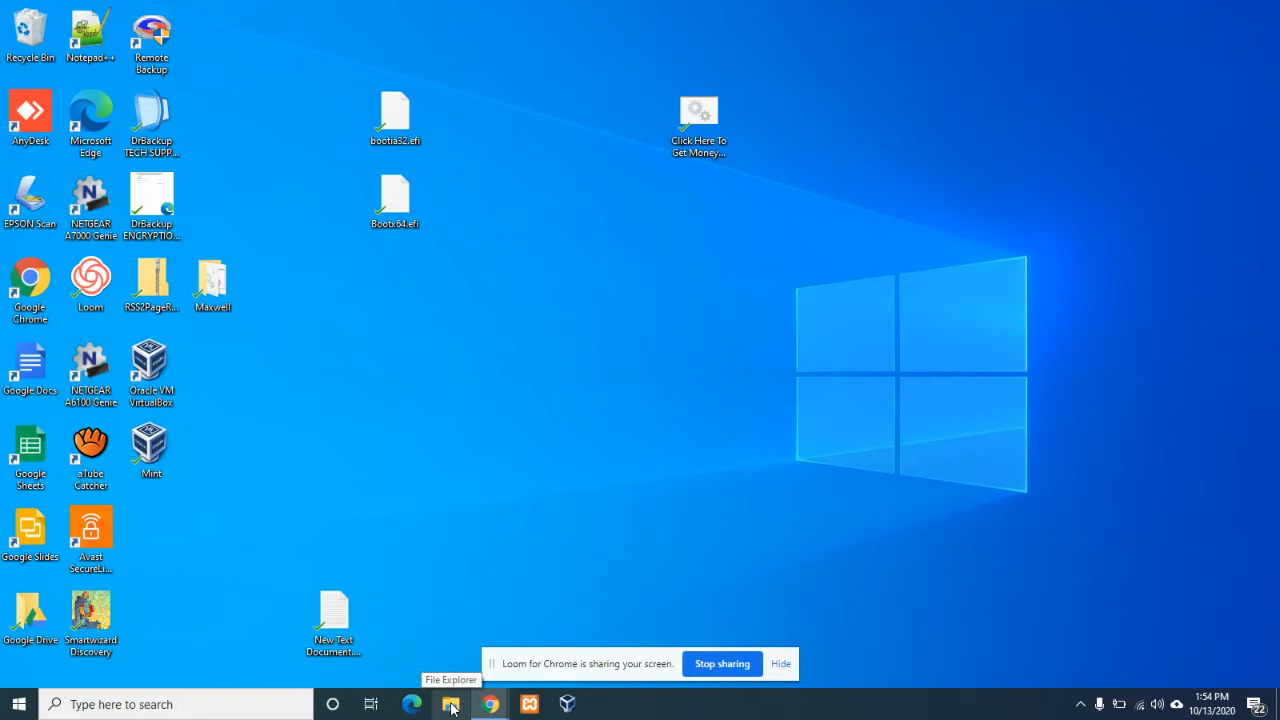 Recycle Bin
Notepad++
Remote
Backup
AnyDesk
Microsoft
Edge
DrBackup
TECH SUPP...
bootia32.efi
Click Here To
Get Money...
EPSON Scan
NETGEAR
A7000 Genie
DrBackup
ENCRYPTIO...
Bootx64.efi
Google
Chrome
Loom
RSS2PageR...
Maxwell
Google Docs
NETGEAR
A6100 Genie
Oracle VM
VirtualBox
Google
Sheets
aTube
Catcher
Mint
Google Slides
Avast
SecureLi...
Google Drive
Smartwizard
Discovery
New Text
Document....
Loom for Chrome is sharing your screen.
Stop sharing
Hide
File Explorer
Type here to search
1:54 PM
10/13/2020
22